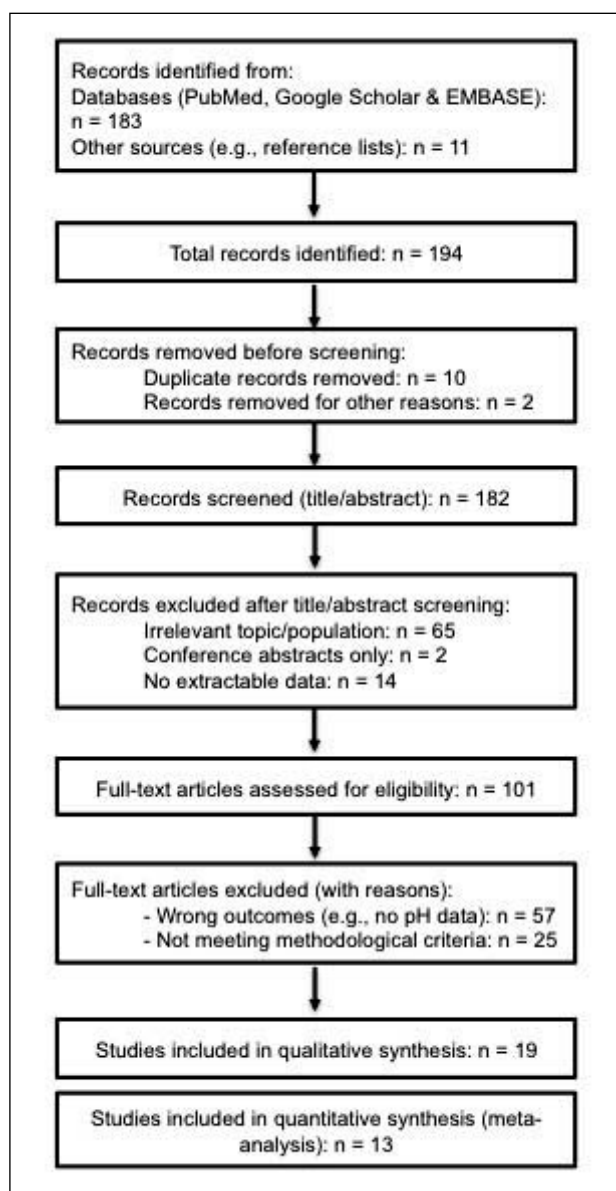 Records identified from:
Databases (PubMed, Google Scholar & EMBASE):
n = 183
Other sources (e.g., reference lists): n = 11
Total records identified: n = 194
Records removed before screening:
Duplicate records removed: n = 10
Records removed for other reasons: n = 2
Records screened (title/abstract): n = 182
Records excluded after title/abstract screening:
Irrelevant topic/population: n = 65
Conference abstracts only: n = 2
No extractable data: n = 14
Full-text articles assessed for eligibility: n = 101
Full-text articles excluded (with reasons):
- Wrong outcomes (e.g., no pH data): n = 57
- Not meeting methodological criteria: n = 25
Studies included in qualitative synthesis: n = 19
Studies included in quantitative synthesis (meta-
analysis): n = 13